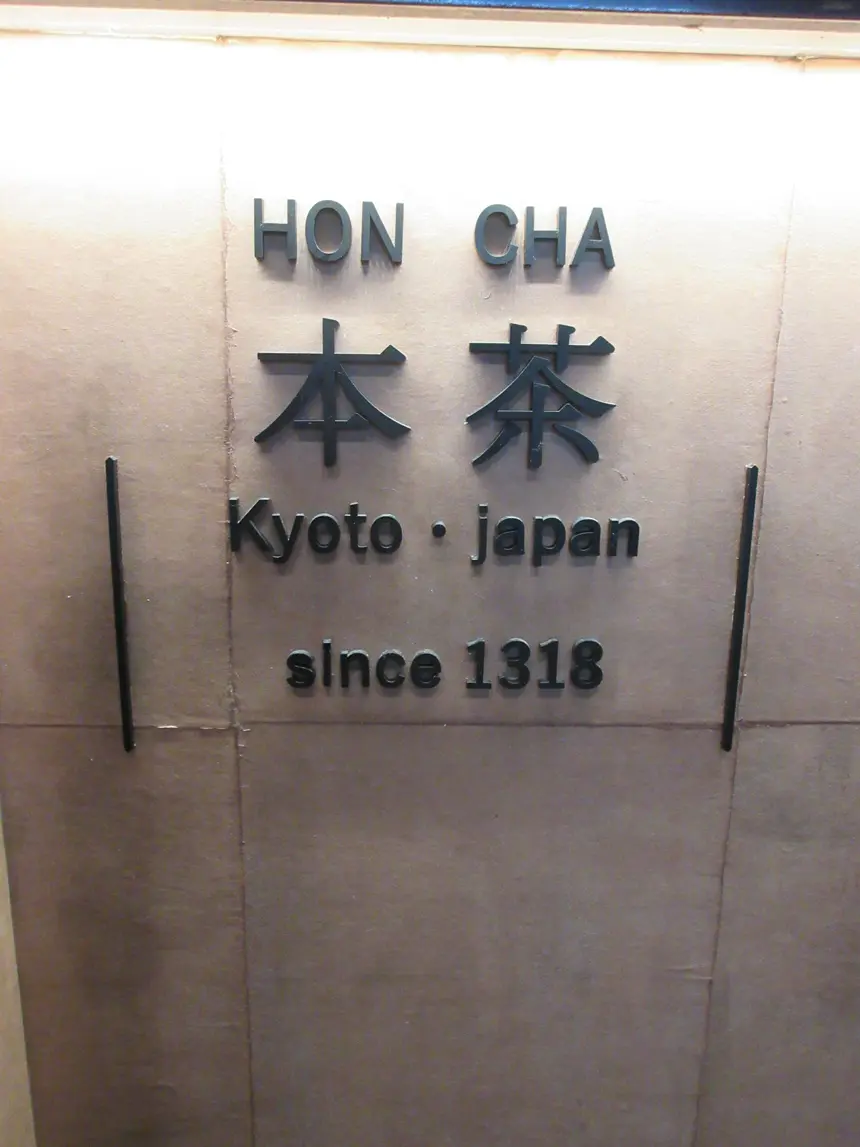 HON CHA
本茶
Kyoto・japan
since 1318